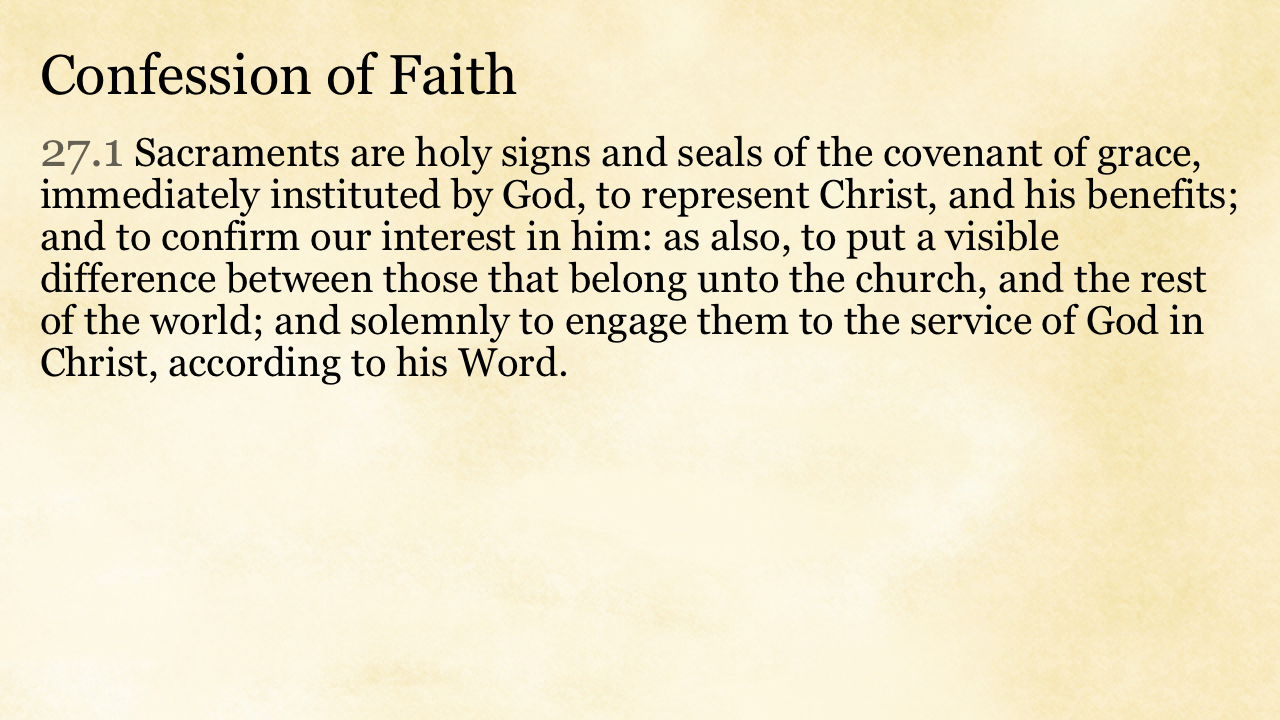 Confession of Faith
27.1 Sacraments are holy signs and seals of the covenant of grace,
immediately instituted by God, to represent Christ, and his benefits;
and to confirm our interest in him: as also, to put a visible
difference between those that belong unto the church, and the rest
of the world; and solemnly to engage them to the service of God in
Christ, according to his Word.